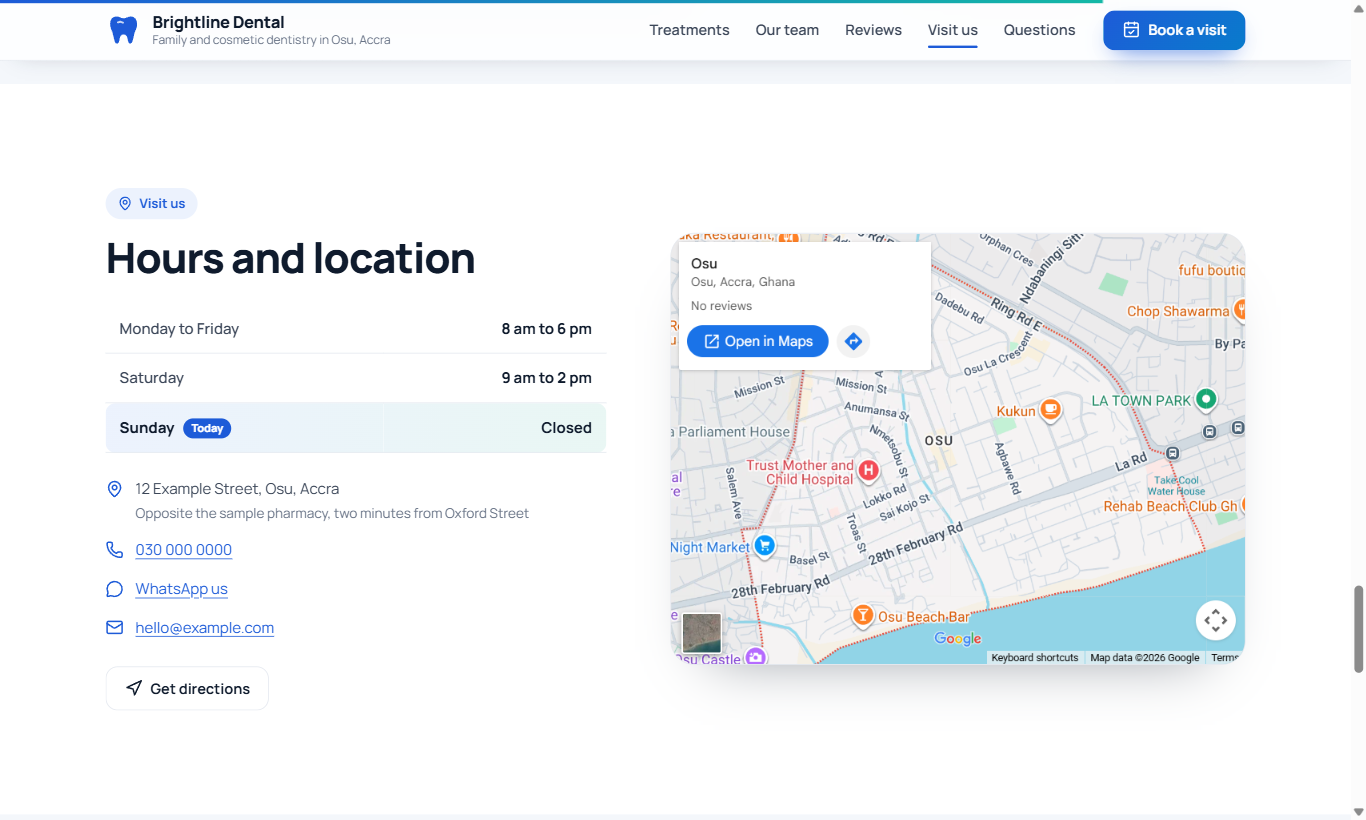 Brightline Dental
Family and cosmetic dentistry in Osu, Accra
Treatments
Our team
Reviews
Visit us
Questions
Book a visit
Visit us
Hours and location
Monday to Friday 8 am to 6 pm
Saturday 9 am to 2 pm
Sunday Today Closed
12 Example Street, Osu, Accra
Opposite the sample pharmacy, two minutes from Oxford Street
030 000 0000
WhatsApp us
hello@example.com
Get directions
Osu
Osu, Accra, Ghana
No reviews
Open in Maps
Orphan Cres
Ndabaningi
fufu
Dadebu Rd
Ring Rd E
Chop Shawarma
By
Osu La Crescent
Mission St
Mission St
LA TOWN PARK
Kukun
Anumansa St
Parliament House
Nmetsobu St
OSU
Agbawe Rd
La Rd
Trust Mother and
Child Hospital
Salem Ave
Take Cool
Water House
Lokko Rd
Sai Kojo St
Rehab Beach Club Gh
Troas St
28th February Rd
Night Market
Basel St
28th February Rd
Osu Beach Bar
Google
Osu Castle
Keyboard shortcuts
Map data ©2026 Google
Terms